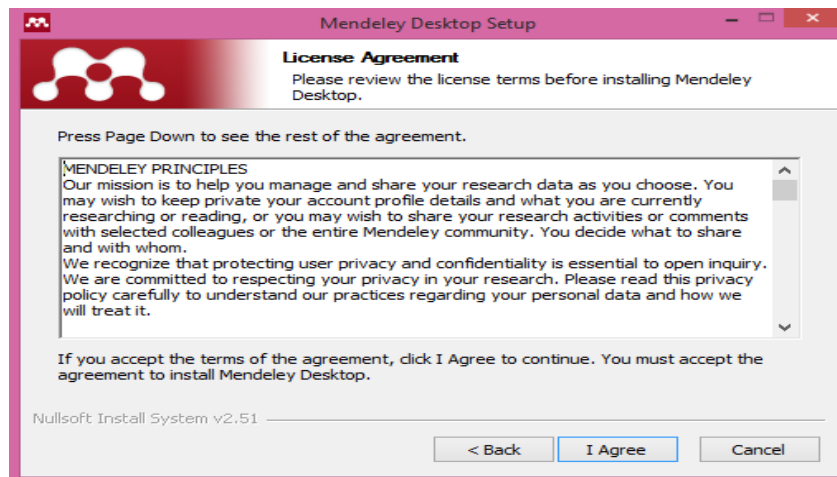 Mendeley Desktop Setup
License Agreement
Please review the license terms before installing Mendeley
Desktop.
Press Page Down to see the rest of the agreement.
MENDELEY PRINCIPLES
Our mission is to help you manage and share your research data as you choose. You
may wish to keep private your account profile details and what you are currently
researching or reading, or you may wish to share your research activities or comments
with selected colleagues or the entire Mendeley community. You decide what to share
and with whom.
We recognize that protecting user privacy and confidentiality is essential to open inquiry.
We are committed to respecting your privacy in your research. Please read this privacy
policy carefully to understand our practices regarding your personal data and how we
will treat it.
If you accept the terms of the agreement, click I Agree to continue. You must accept the
agreement to install Mendeley Desktop.
Nullsoft Install System v2.51
< Back I Agree Cancel